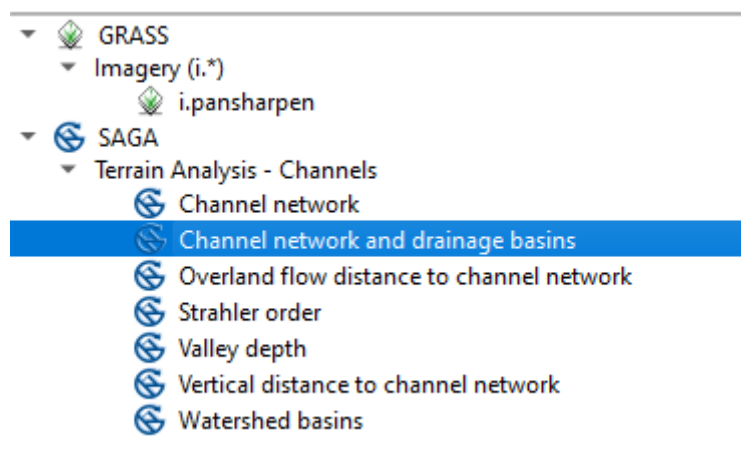 GRASS
Imagery (i.*)
i.pansharpen
SAGA
Terrain Analysis - Channels
Channel network
Channel network and drainage basins
Overland flow distance to channel network
Strahler order
Valley depth
Vertical distance to channel network
Watershed basins